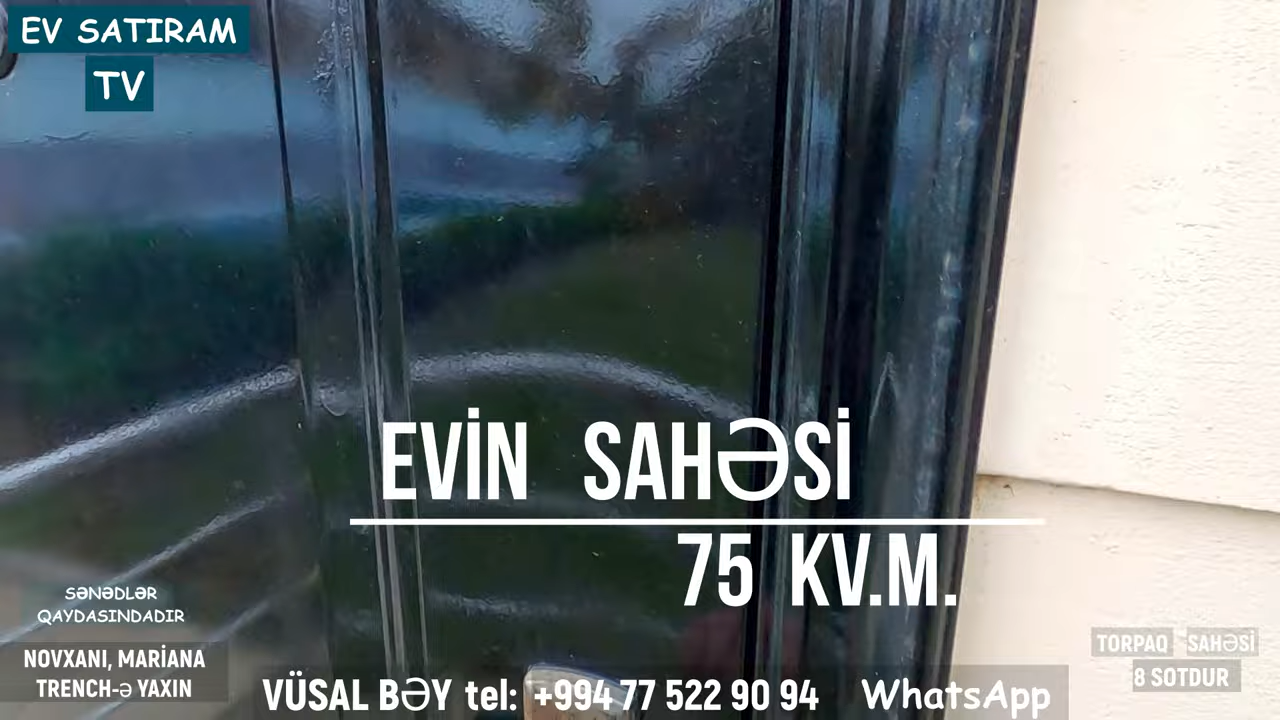 EV SATIRAM
TV
EVİN SAHƏSİ
75 KV.M.
SƏNƏDLƏR
QAYDASINDADIR
NOVXANI, MARİANA
TRENCH-Ə YAXIN
VÜSAL BƏY tel: +994 77 522 90 94 WhatsApp
TORPAQ SAHƏSİ
8 SOTDUR